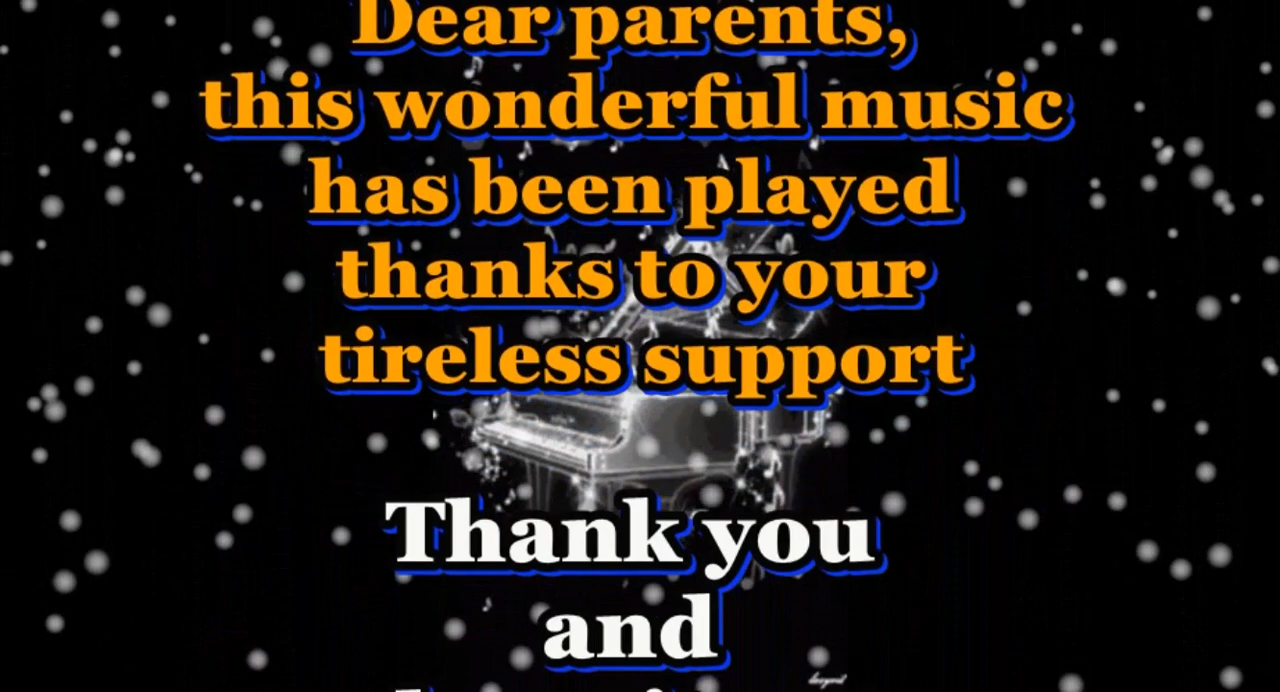 Dear parents,
this wonderful music
has been played
thanks to your
tireless support
Thank you
and